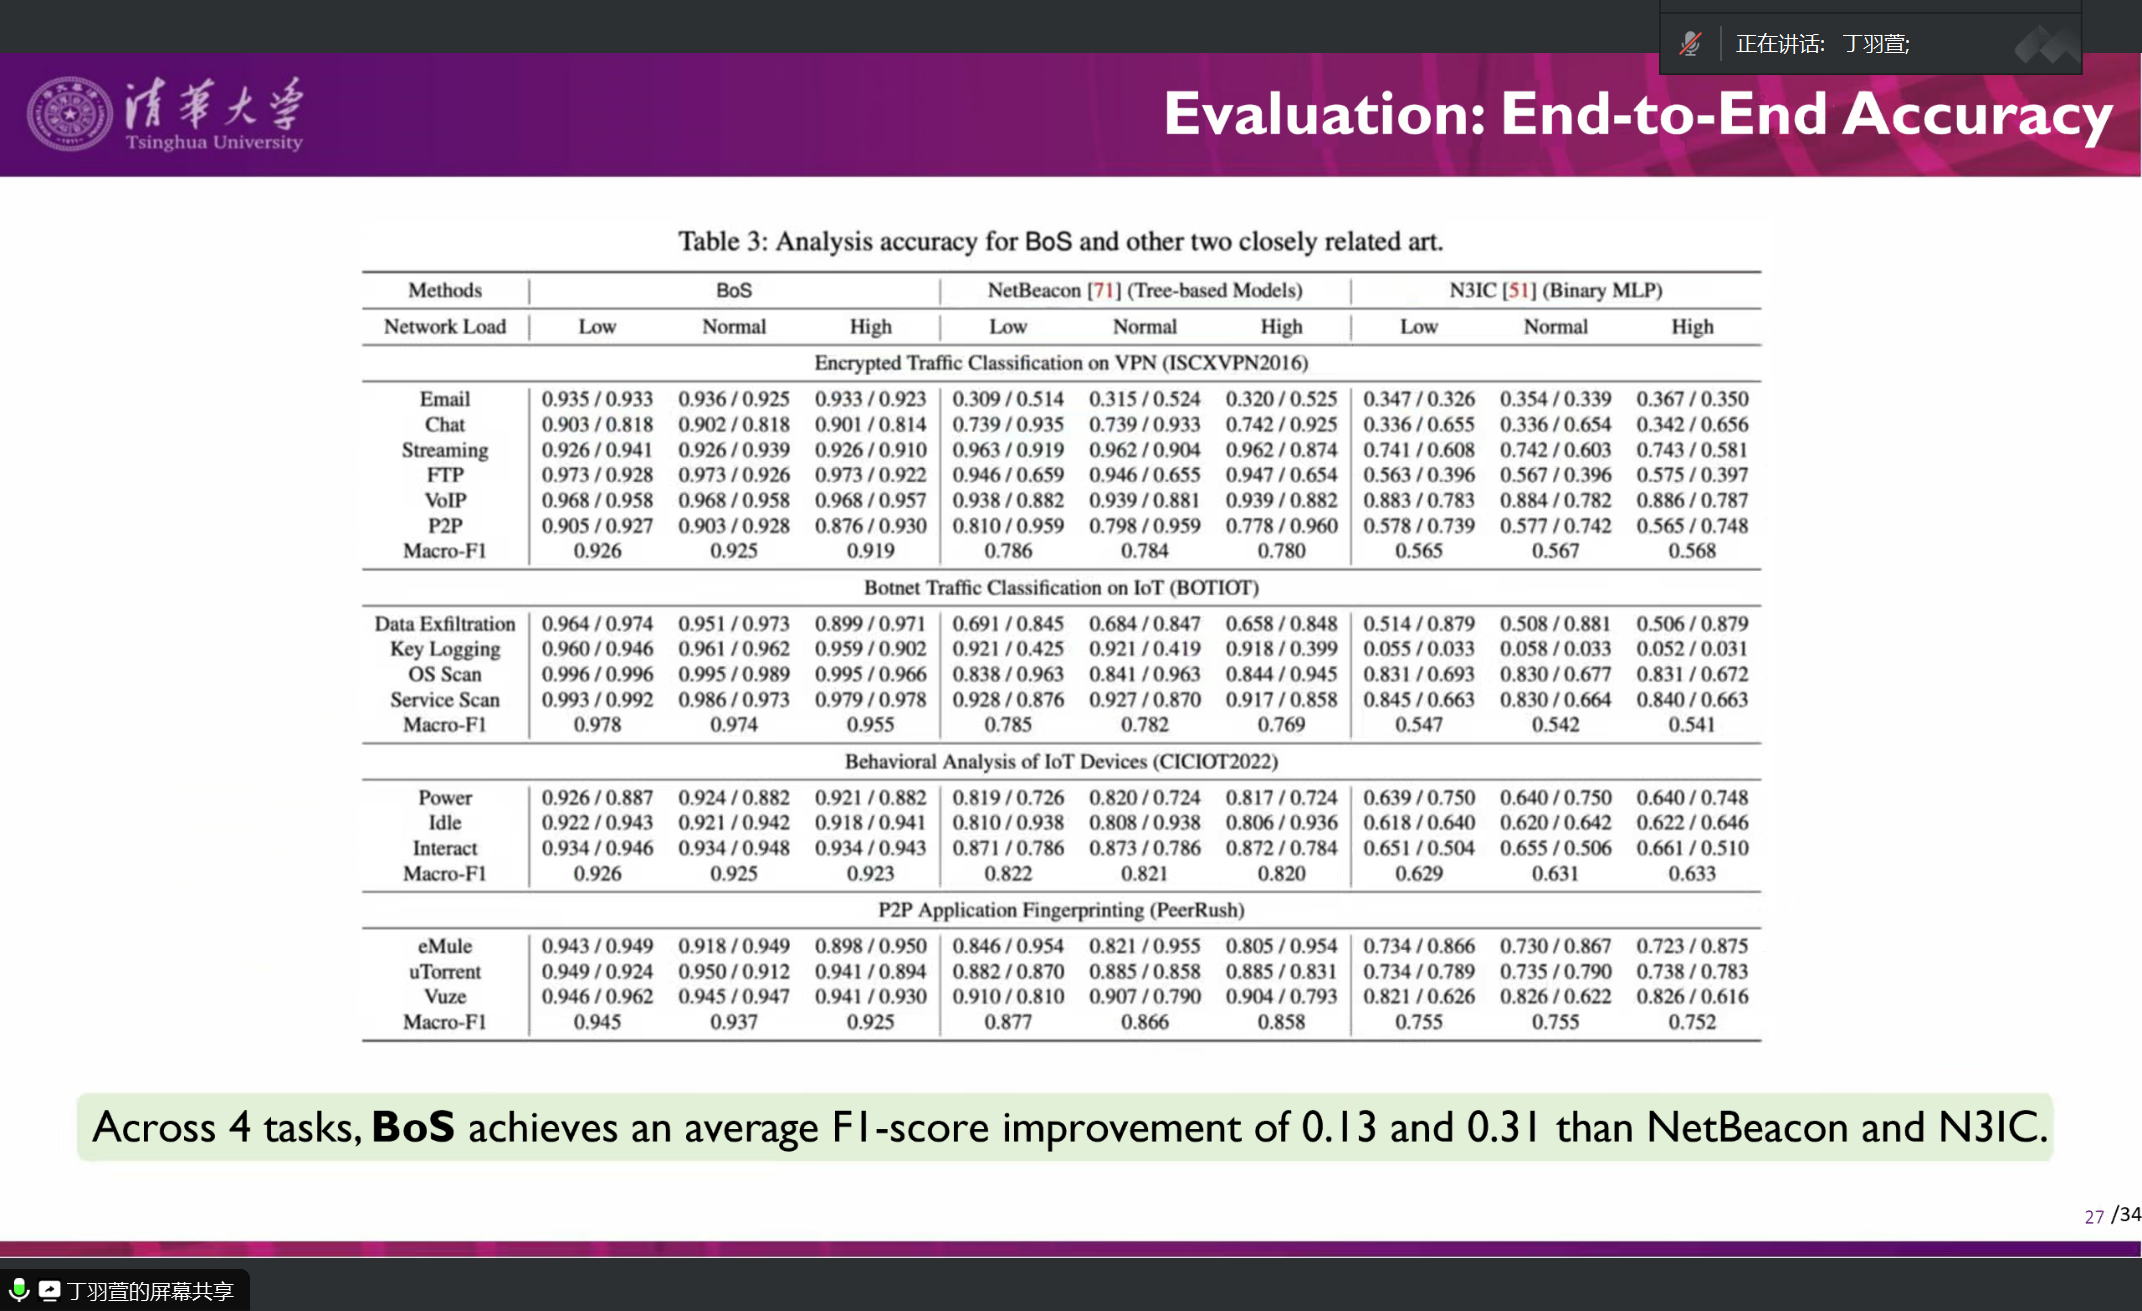 正在讲话: 丁羽萱;
清華大学
Tsinghua University
Evaluation: End-to-End Accuracy
Table 3: Analysis accuracy for BoS and other two closely related art.
Methods BoS NetBeacon [71] (Tree-based Models) N3IC [51] (Binary MLP)
Network Load Low Normal High Low Normal High Low Normal High
Encrypted Traffic Classification on VPN (ISCXVPN2016)
Email 0.935 / 0.933 0.936 / 0.925 0.933 / 0.923 0.309 / 0.514 0.315 / 0.524 0.320 / 0.525 0.347 / 0.326 0.354 / 0.339 0.367 / 0.350
Chat 0.903 / 0.818 0.902 / 0.818 0.901 / 0.814 0.739 / 0.935 0.739 / 0.933 0.742 / 0.925 0.336 / 0.655 0.336 / 0.654 0.342 / 0.656
Streaming 0.926 / 0.941 0.926 / 0.939 0.926 / 0.910 0.963 / 0.919 0.962 / 0.904 0.962 / 0.874 0.741 / 0.608 0.742 / 0.603 0.743 / 0.581
FTP 0.973 / 0.928 0.973 / 0.926 0.973 / 0.922 0.946 / 0.659 0.946 / 0.655 0.947 / 0.654 0.563 / 0.396 0.567 / 0.396 0.575 / 0.397
VoIP 0.968 / 0.958 0.968 / 0.958 0.968 / 0.957 0.938 / 0.882 0.939 / 0.881 0.939 / 0.882 0.883 / 0.783 0.884 / 0.782 0.886 / 0.787
P2P 0.905 / 0.927 0.903 / 0.928 0.876 / 0.930 0.810 / 0.959 0.798 / 0.959 0.778 / 0.960 0.578 / 0.739 0.577 / 0.742 0.565 / 0.748
Macro-F1 0.926 0.925 0.919 0.786 0.784 0.780 0.565 0.567 0.568
Botnet Traffic Classification on IoT (BOTIOT)
Data Exfiltration 0.964 / 0.974 0.951 / 0.973 0.899 / 0.971 0.691 / 0.845 0.684 / 0.847 0.658 / 0.848 0.514 / 0.879 0.508 / 0.881 0.506 / 0.879
Key Logging 0.960 / 0.946 0.961 / 0.962 0.959 / 0.902 0.921 / 0.425 0.921 / 0.419 0.918 / 0.399 0.055 / 0.033 0.058 / 0.033 0.052 / 0.031
OS Scan 0.996 / 0.996 0.995 / 0.989 0.995 / 0.966 0.838 / 0.963 0.841 / 0.963 0.844 / 0.945 0.831 / 0.693 0.830 / 0.677 0.831 / 0.672
Service Scan 0.993 / 0.992 0.986 / 0.973 0.979 / 0.978 0.928 / 0.876 0.927 / 0.870 0.917 / 0.858 0.845 / 0.663 0.830 / 0.664 0.840 / 0.663
Macro-F1 0.978 0.974 0.955 0.785 0.782 0.769 0.547 0.542 0.541
Behavioral Analysis of IoT Devices (CICIOT2022)
Power 0.926 / 0.887 0.924 / 0.882 0.921 / 0.882 0.819 / 0.726 0.820 / 0.724 0.817 / 0.724 0.639 / 0.750 0.640 / 0.750 0.640 / 0.748
Idle 0.922 / 0.943 0.921 / 0.942 0.918 / 0.941 0.810 / 0.938 0.808 / 0.938 0.806 / 0.936 0.618 / 0.640 0.620 / 0.642 0.622 / 0.646
Interact 0.934 / 0.946 0.934 / 0.948 0.934 / 0.943 0.871 / 0.786 0.873 / 0.786 0.872 / 0.784 0.651 / 0.504 0.655 / 0.506 0.661 / 0.510
Macro-F1 0.926 0.925 0.923 0.822 0.821 0.820 0.629 0.631 0.633
P2P Application Fingerprinting (PeerRush)
eMule 0.943 / 0.949 0.918 / 0.949 0.898 / 0.950 0.846 / 0.954 0.821 / 0.955 0.805 / 0.954 0.734 / 0.866 0.730 / 0.867 0.723 / 0.875
uTorrent 0.949 / 0.924 0.950 / 0.912 0.941 / 0.894 0.882 / 0.870 0.885 / 0.858 0.885 / 0.831 0.734 / 0.789 0.735 / 0.790 0.738 / 0.783
Vuze 0.946 / 0.962 0.945 / 0.947 0.941 / 0.930 0.910 / 0.810 0.907 / 0.790 0.904 / 0.793 0.821 / 0.626 0.826 / 0.622 0.826 / 0.616
Macro-F1 0.945 0.937 0.925 0.877 0.866 0.858 0.755 0.755 0.752
Across 4 tasks, BoS achieves an average F1-score improvement of 0.13 and 0.31 than NetBeacon and N3IC.
27 /34
丁羽萱的屏幕共享